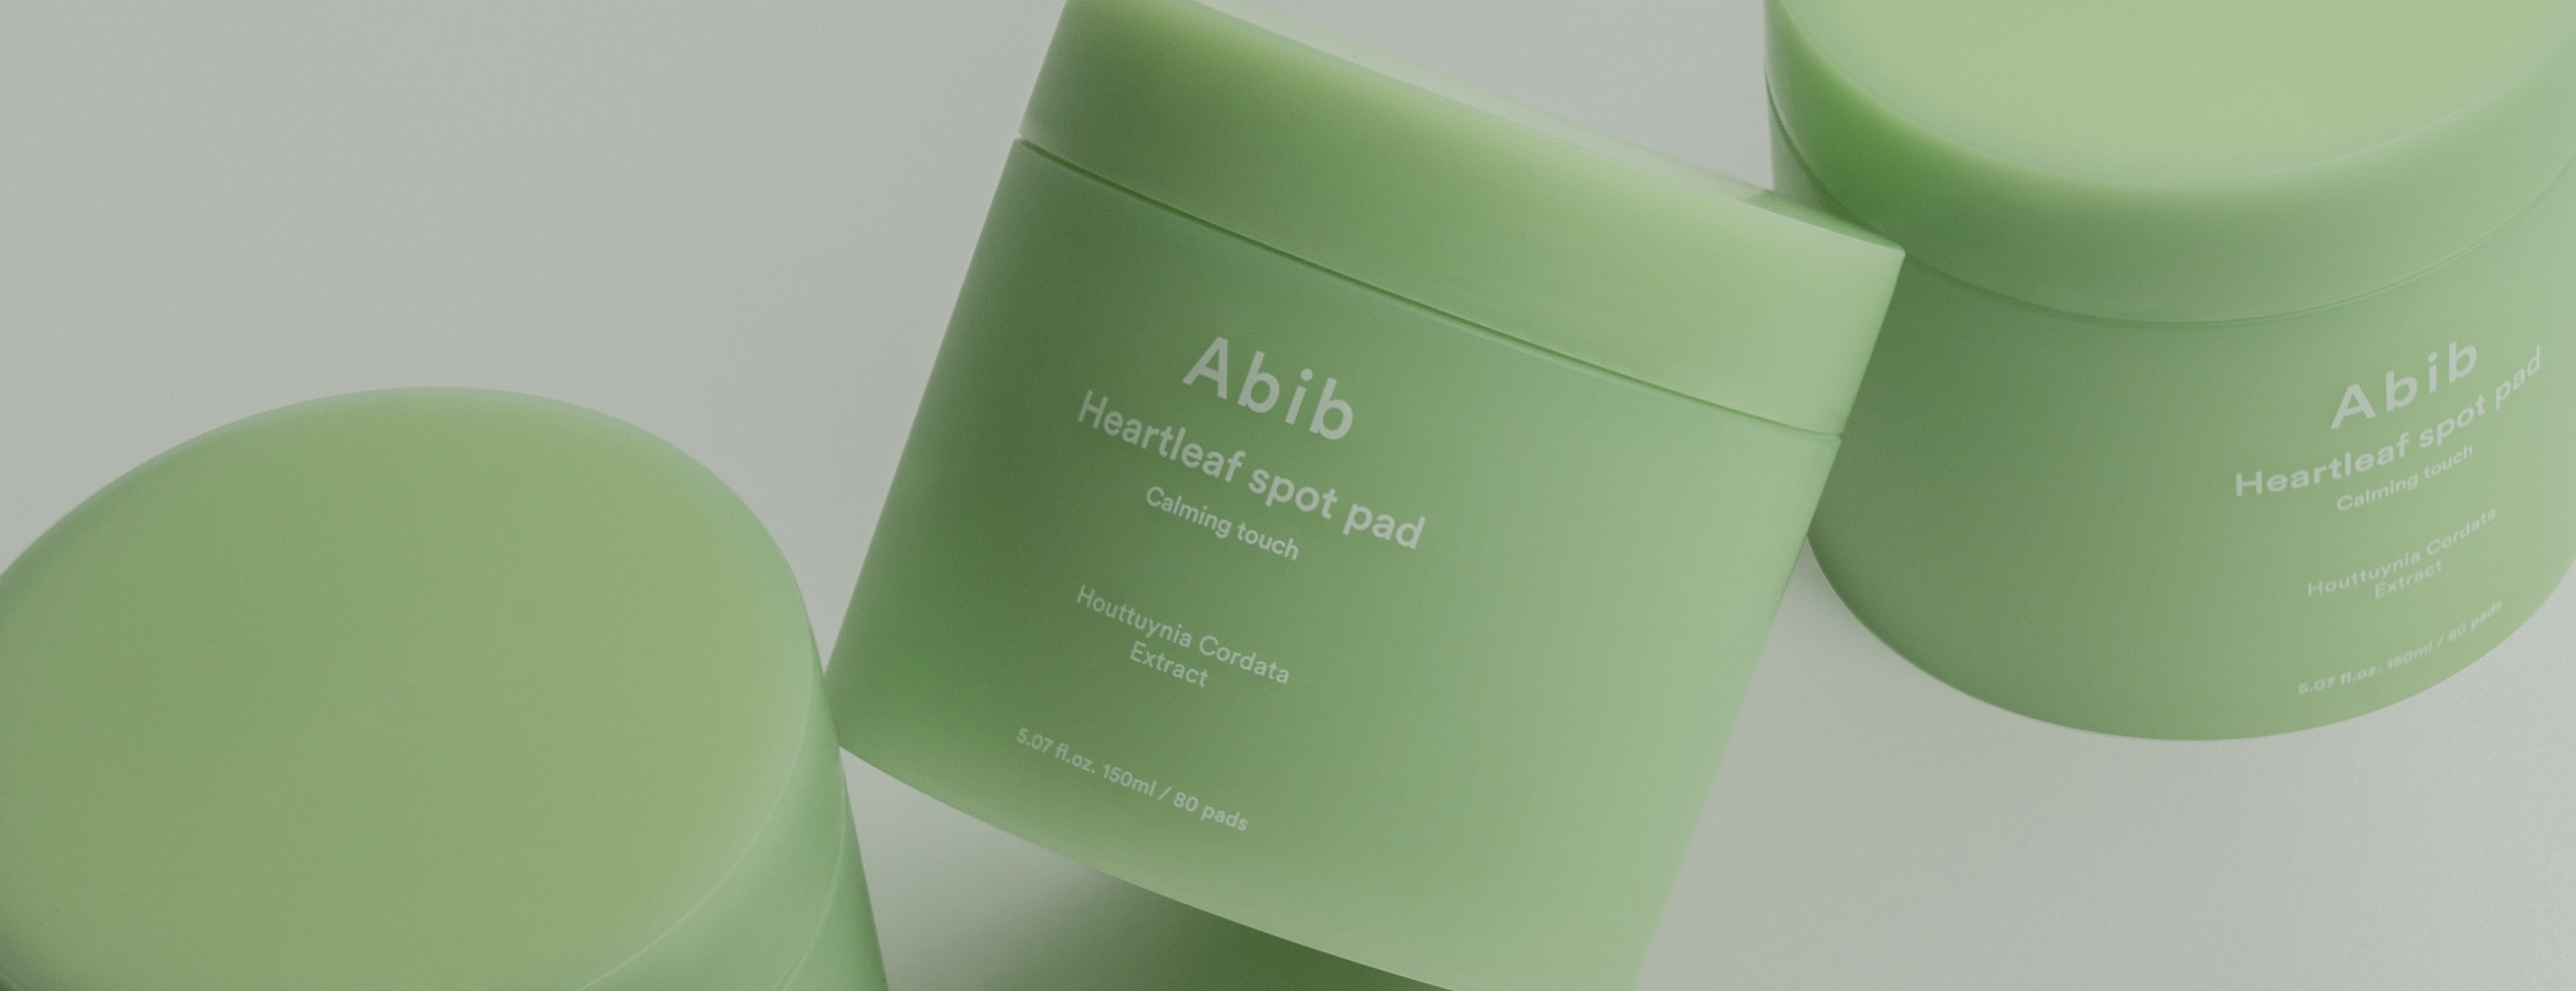 Abib
Heartleaf spot pad
Calming touch
Houttuynia Cordata
Extract
5.07 fl.oz. 150ml / 80 pads
Abib
Heartleaf spot pad
Calming touch
Houttuynia Cordata
Extract
5.07 fl.oz. 150ml / 80 pads